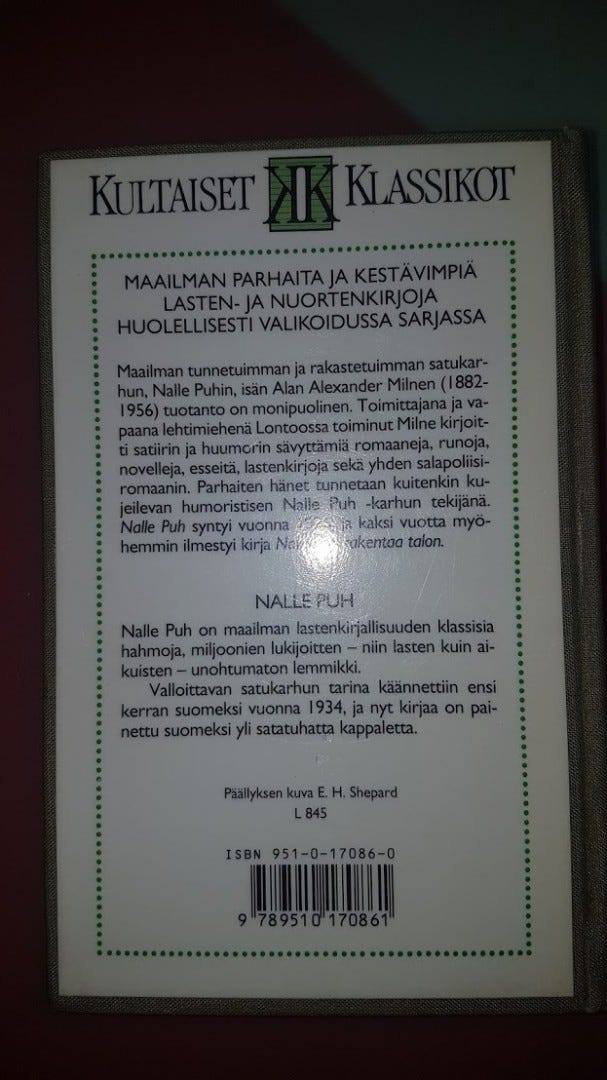 KULTAISET KK KLASSIKOT
MAAILMAN PARHAITA JA KESTÄVIMPIÄ
LASTEN- JA NUORTENKIRJOJA
HUOLELLISESTI VALIKOIDUSSA SARJASSA
Maailman tunnetuimman ja rakastetuimman satukar-
hun, Nalle Puhin, isän Alan Alexander Milnen (1882-
1956) tuotanto on monipuolinen. Toimittajana ja va-
paana lehtimiehenä Lontoossa toiminut Milne kirjoit-
ti satiirin ja huumorin sävyttämiä romaaneja, runoja,
novelleja, esseitä, lastenkirjoja sekä yhden salapoliisi-
romaanin. Parhaiten hänet tunnetaan kuitenkin ku-
jeilevan humoristisen Nalle Puh -karhun tekijänä.
Nalle Puh syntyi vuonna ja kaksi vuotta myö-
hemmin ilmestyi kirja rakentaa talon.
NALLE PUH
Nalle Puh on maailman lastenkirjallisuuden klassisia
hahmoja, miljoonien lukijoitten – niin lasten kuin ai-
kuisten – unohtumaton lemmikki.
Valloittavan satukarhun tarina käännettiin ensi
kerran suomeksi vuonna 1934, ja nyt kirjaa on pai-
nettu suomeksi yli satatuhatta kappaletta.
Päällyksen kuva E. H. Shepard
L 845
ISBN 951-0-17086-0
9 789510 170861